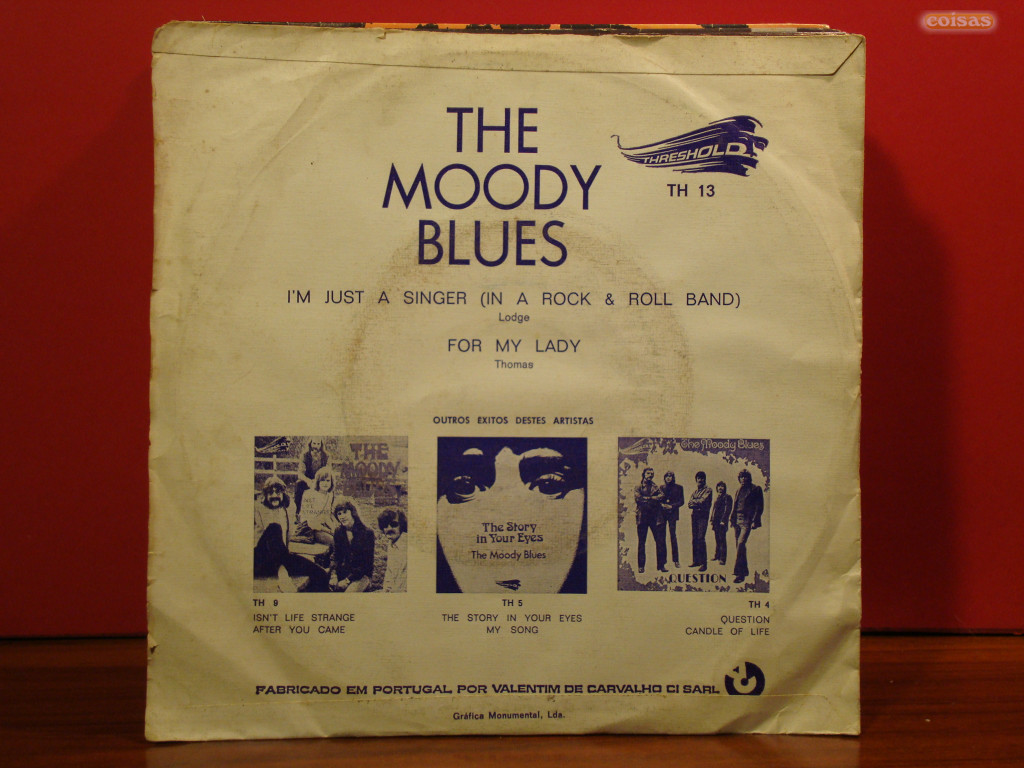 coisas
THE
MOODY
BLUES
THRESHOLD
TH 13
I'M JUST A SINGER (IN A ROCK & ROLL BAND)
Lodge
FOR MY LADY
Thomas
OUTROS EXITOS DESTES ARTISTAS
THE
MOODY
The Story
in Your Eyes
The Moody Blues
The Moody Blues
QUESTION
TH 9
ISN'T LIFE STRANGE
AFTER YOU CAME
TH 5
THE STORY IN YOUR EYES
MY SONG
TH 4
QUESTION
CANDLE OF LIFE
FABRICADO EM PORTUGAL POR VALENTIM DE CARVALHO CI SARL
Gráfica Monumental, Lda.